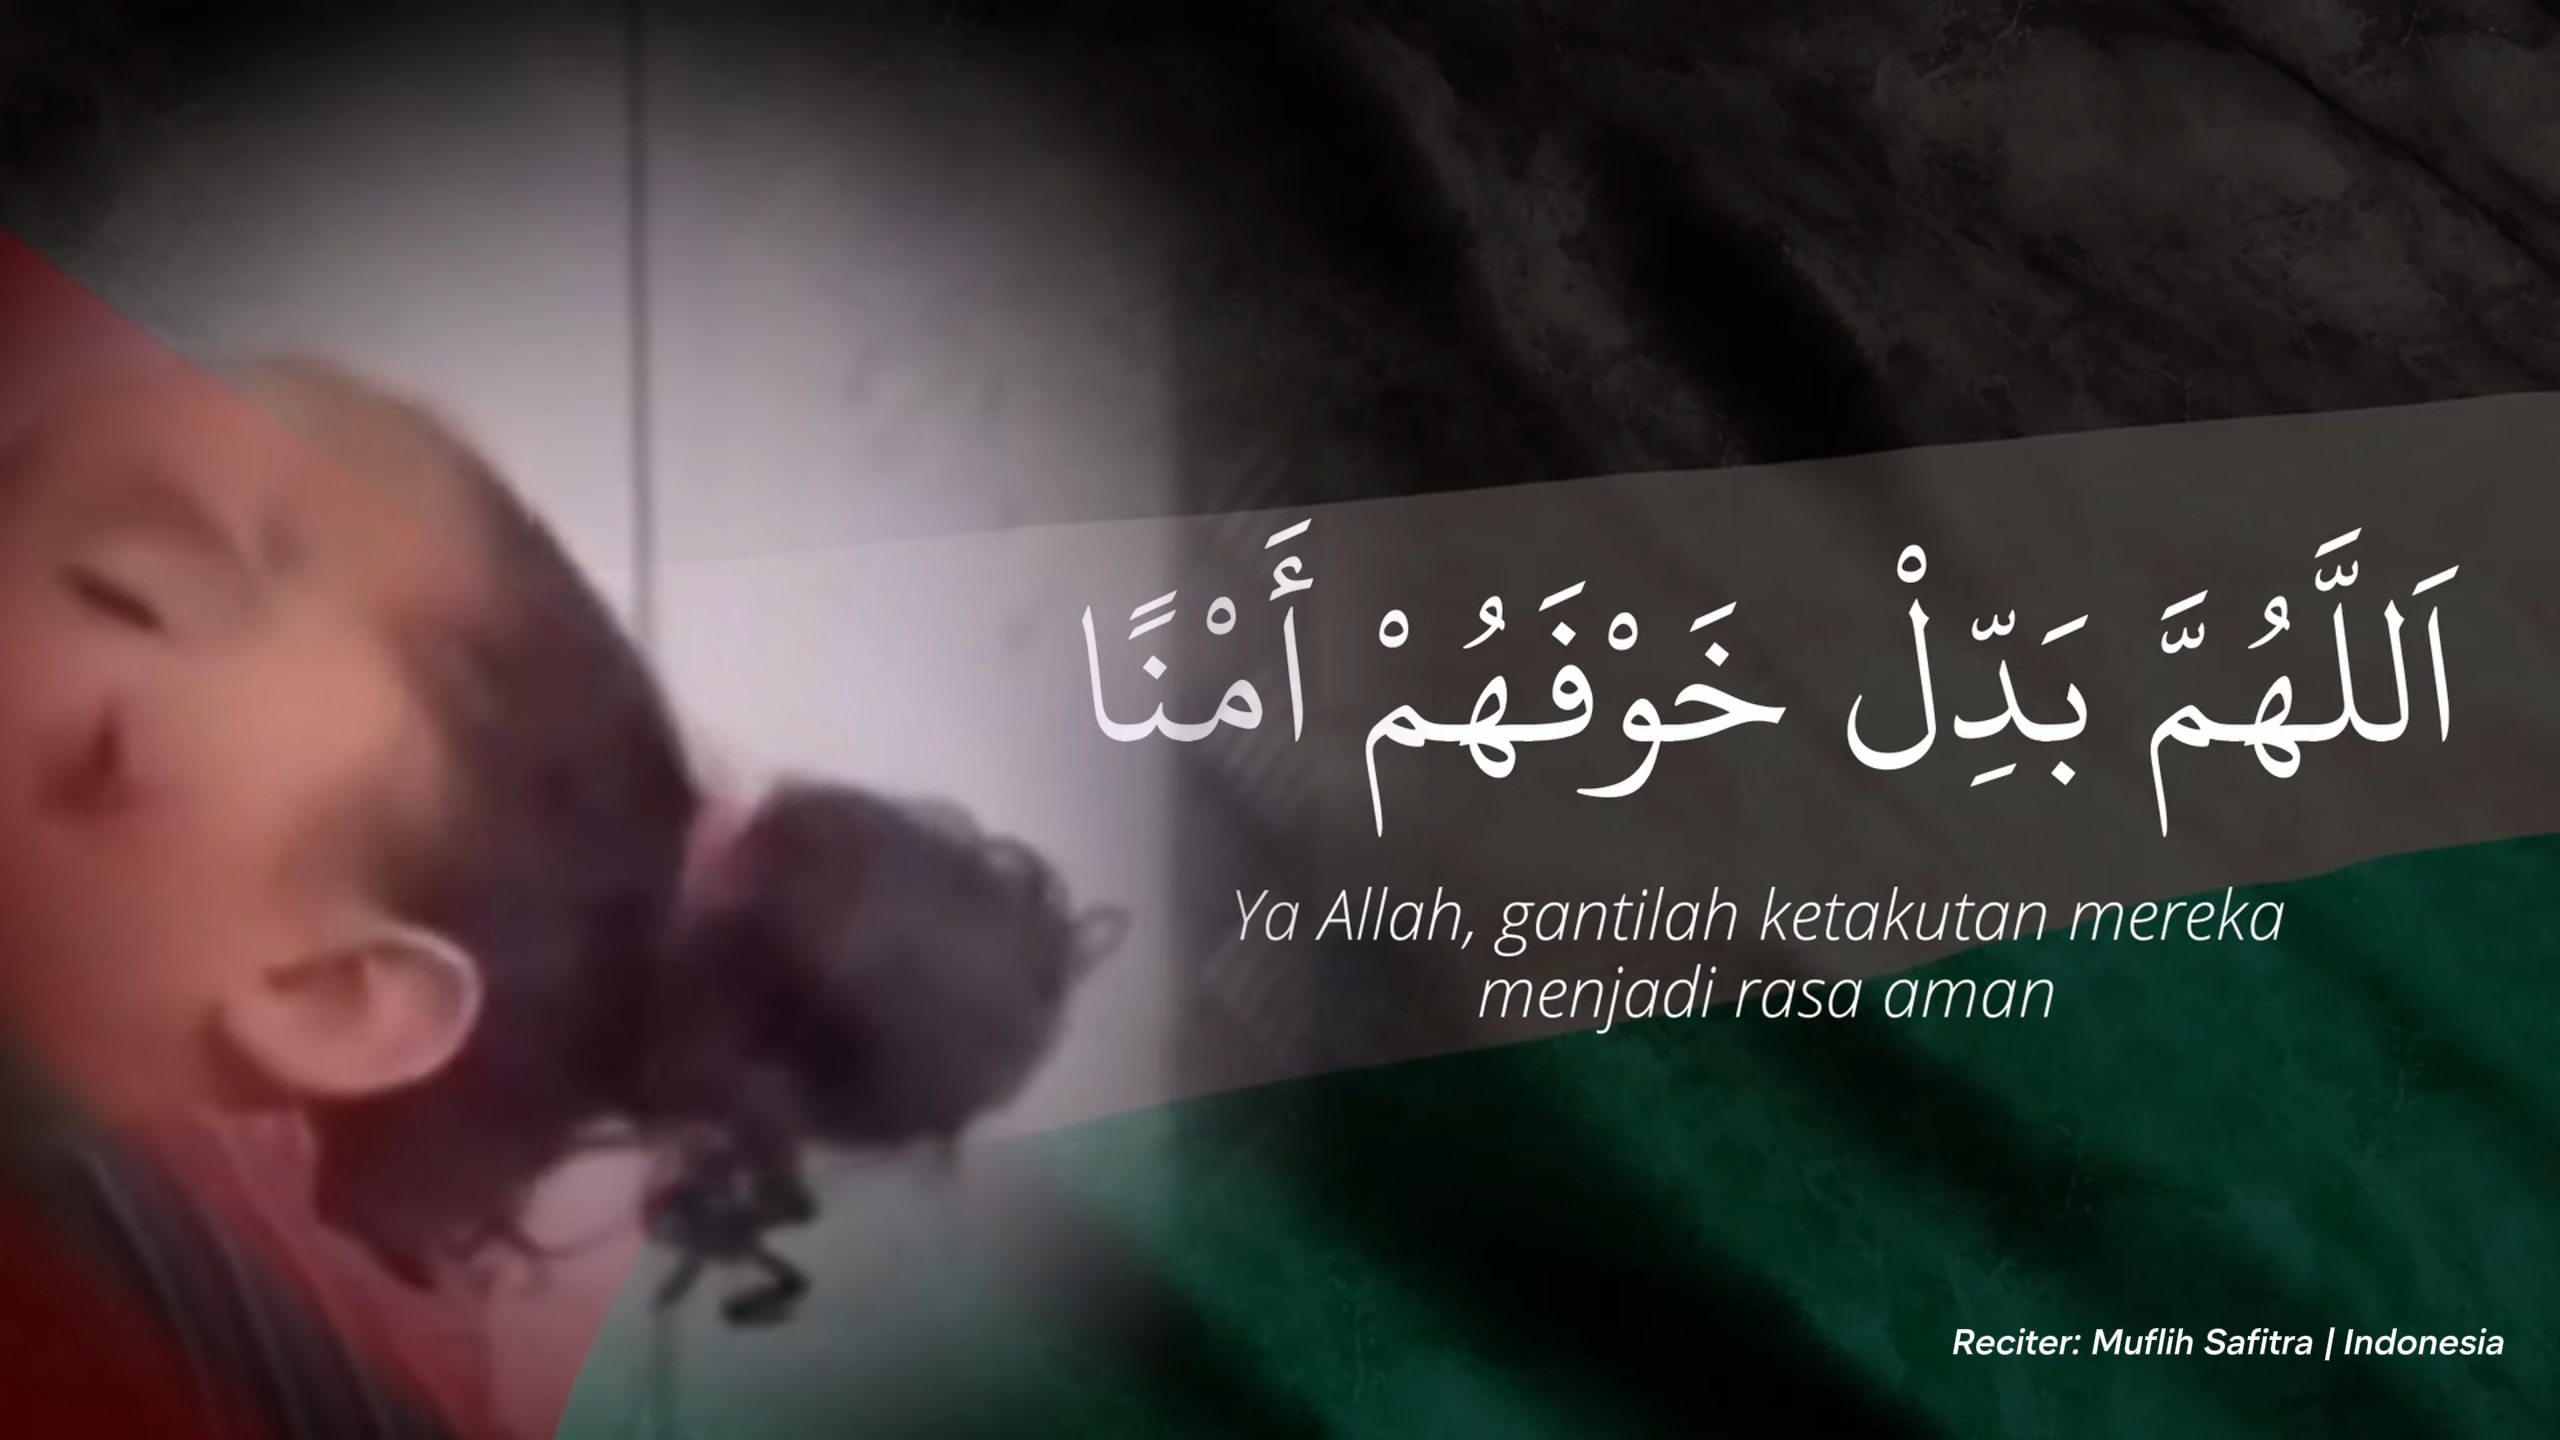 اَللَّهُمَّ بَدِّلْ خَوْفَهُمْ أَمْنًا
Ya Allah, gantilah ketakutan mereka
menjadi rasa aman
Reciter: Muflih Safitra | Indonesia